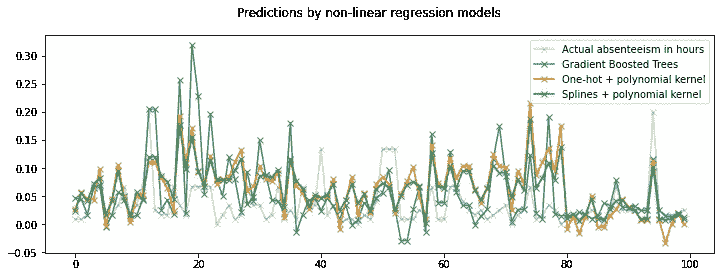 Predictions by non-linear regression models
Actual absenteeism in hours
Gradient Boosted Trees
One-hot + polynomial kernel
Splines + polynomial kernel
0.30
0.25
0.20
0.15
0.10
0.05
0.00
−0.05
0 20 40 60 80 100